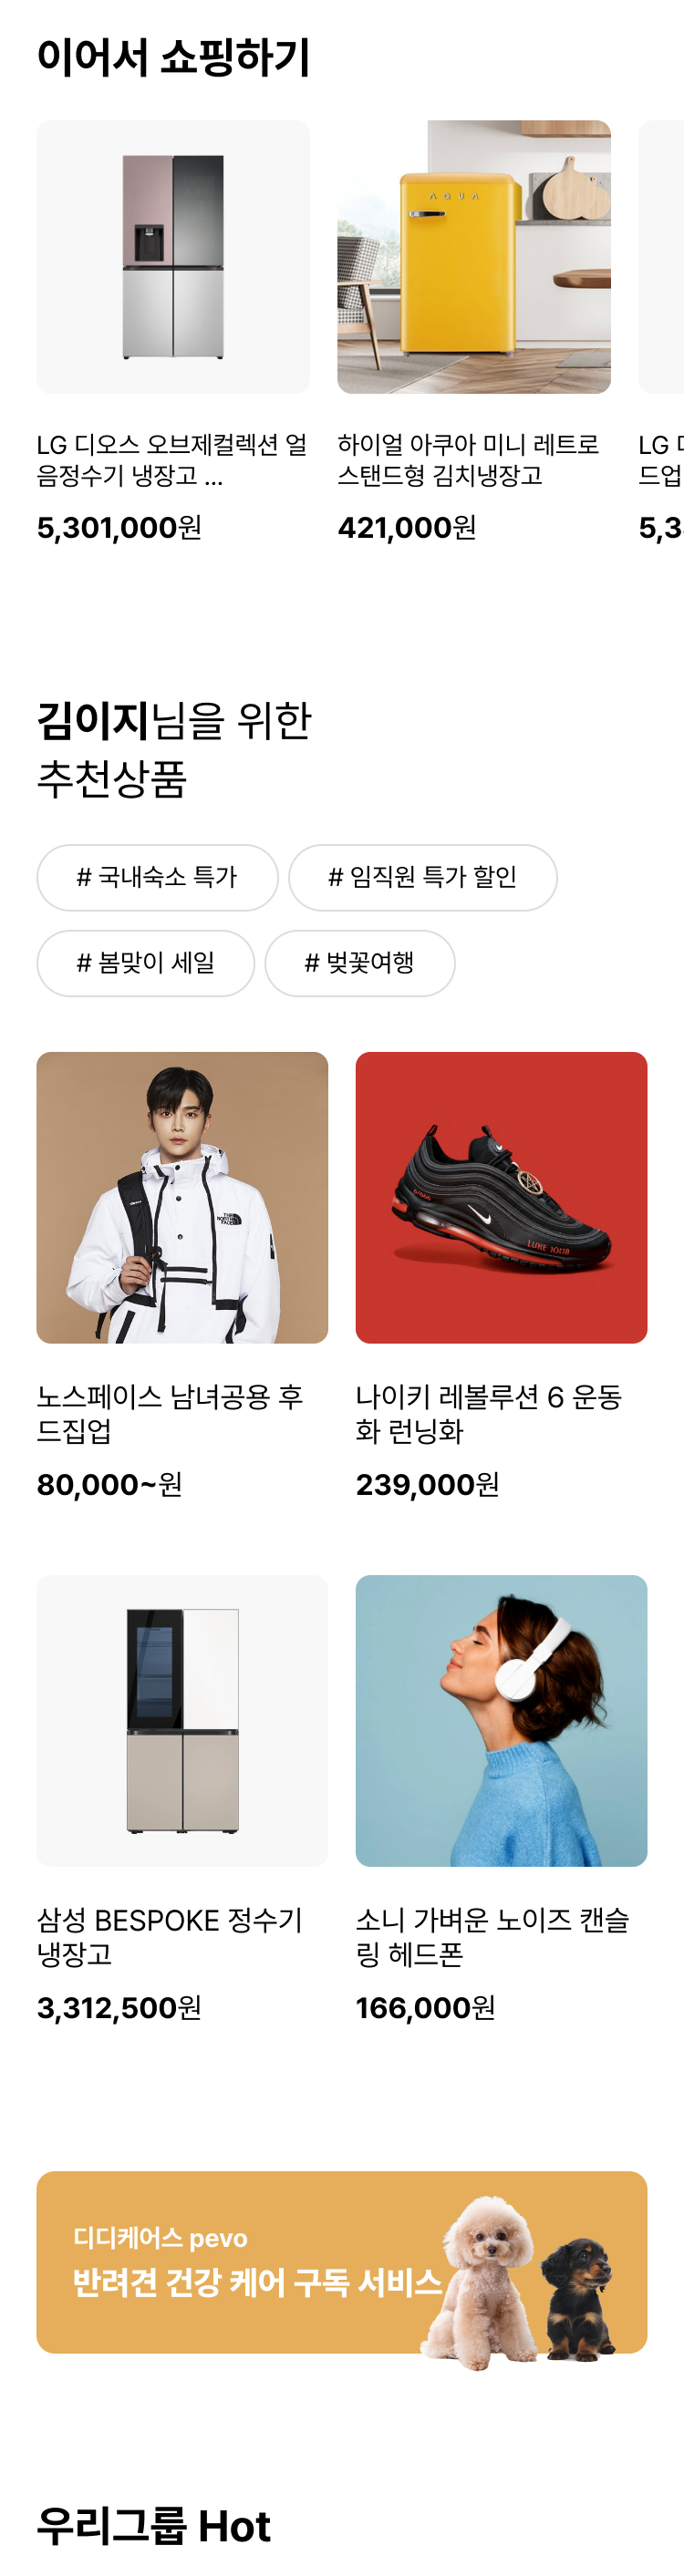 이어서 쇼핑하기
AQUA
LG 디오스 오브제컬렉션 얼
음정수기 냉장고 ...
5,301,000원
하이얼 아쿠아 미니 레트로
스탠드형 김치냉장고
421,000원
LG
드업
5,3
김이지님을 위한
추천상품
# 국내숙소 특가
# 임직원 특가 할인
# 봄맞이 세일
# 벚꽃여행
THE
NORTH
FACE
LUKE 10:18
노스페이스 남녀공용 후
드집업
80,000~원
나이키 레볼루션 6 운동
화 런닝화
239,000원
삼성 BESPOKE 정수기
냉장고
3,312,500원
소니 가벼운 노이즈 캔슬
링 헤드폰
166,000원
디디케어스 pevo
반려견 건강 케어 구독 서비스
우리그룹 Hot